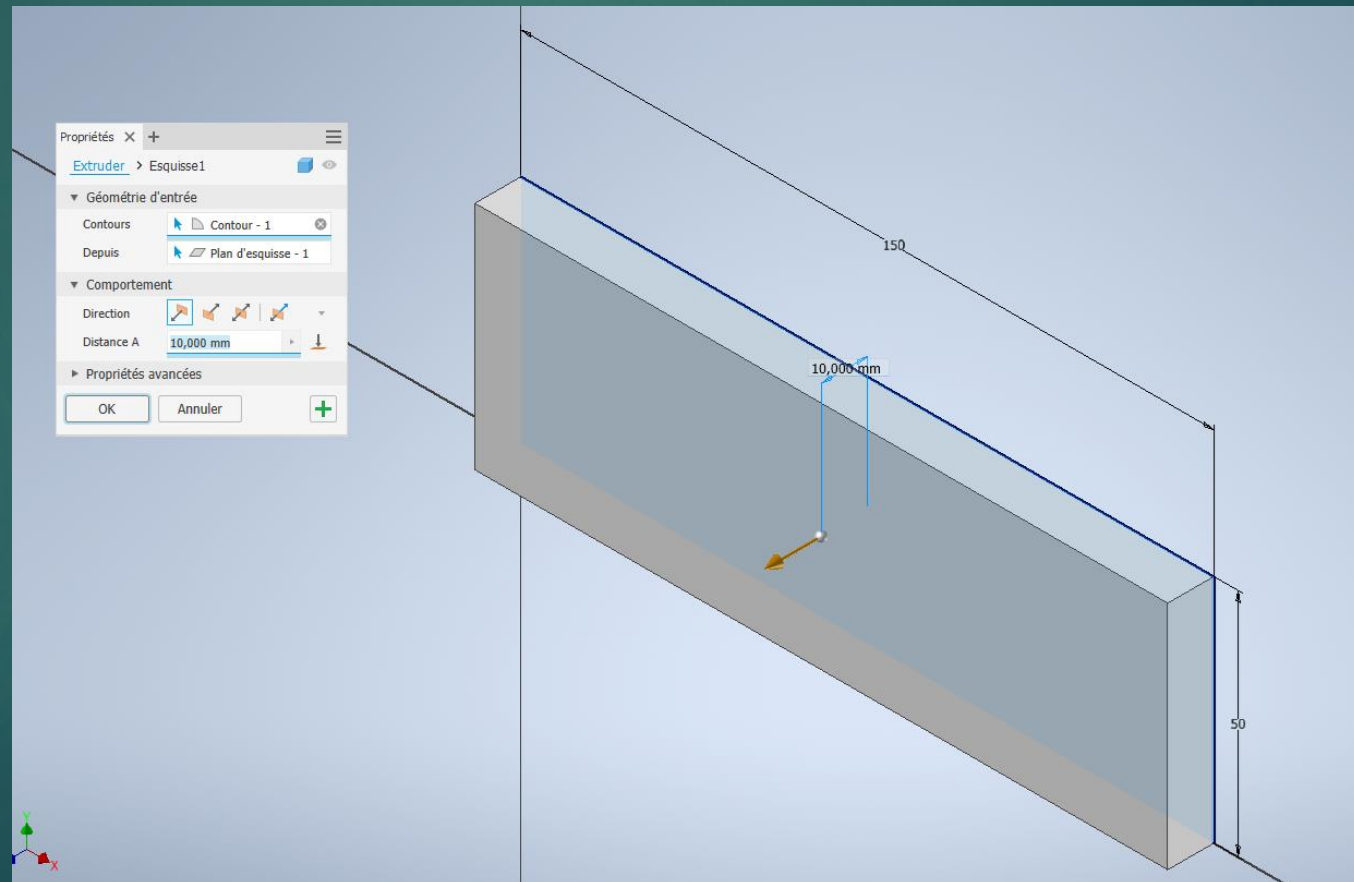 Propriétés
Extruder > Esquisse1
Géométrie d'entrée
Contours Contour - 1
Depuis Plan d'esquisse - 1
Comportement
Direction
Distance A 10,000 mm
Propriétés avancées
OK Annuler
150
10,000 mm
50
Y
X